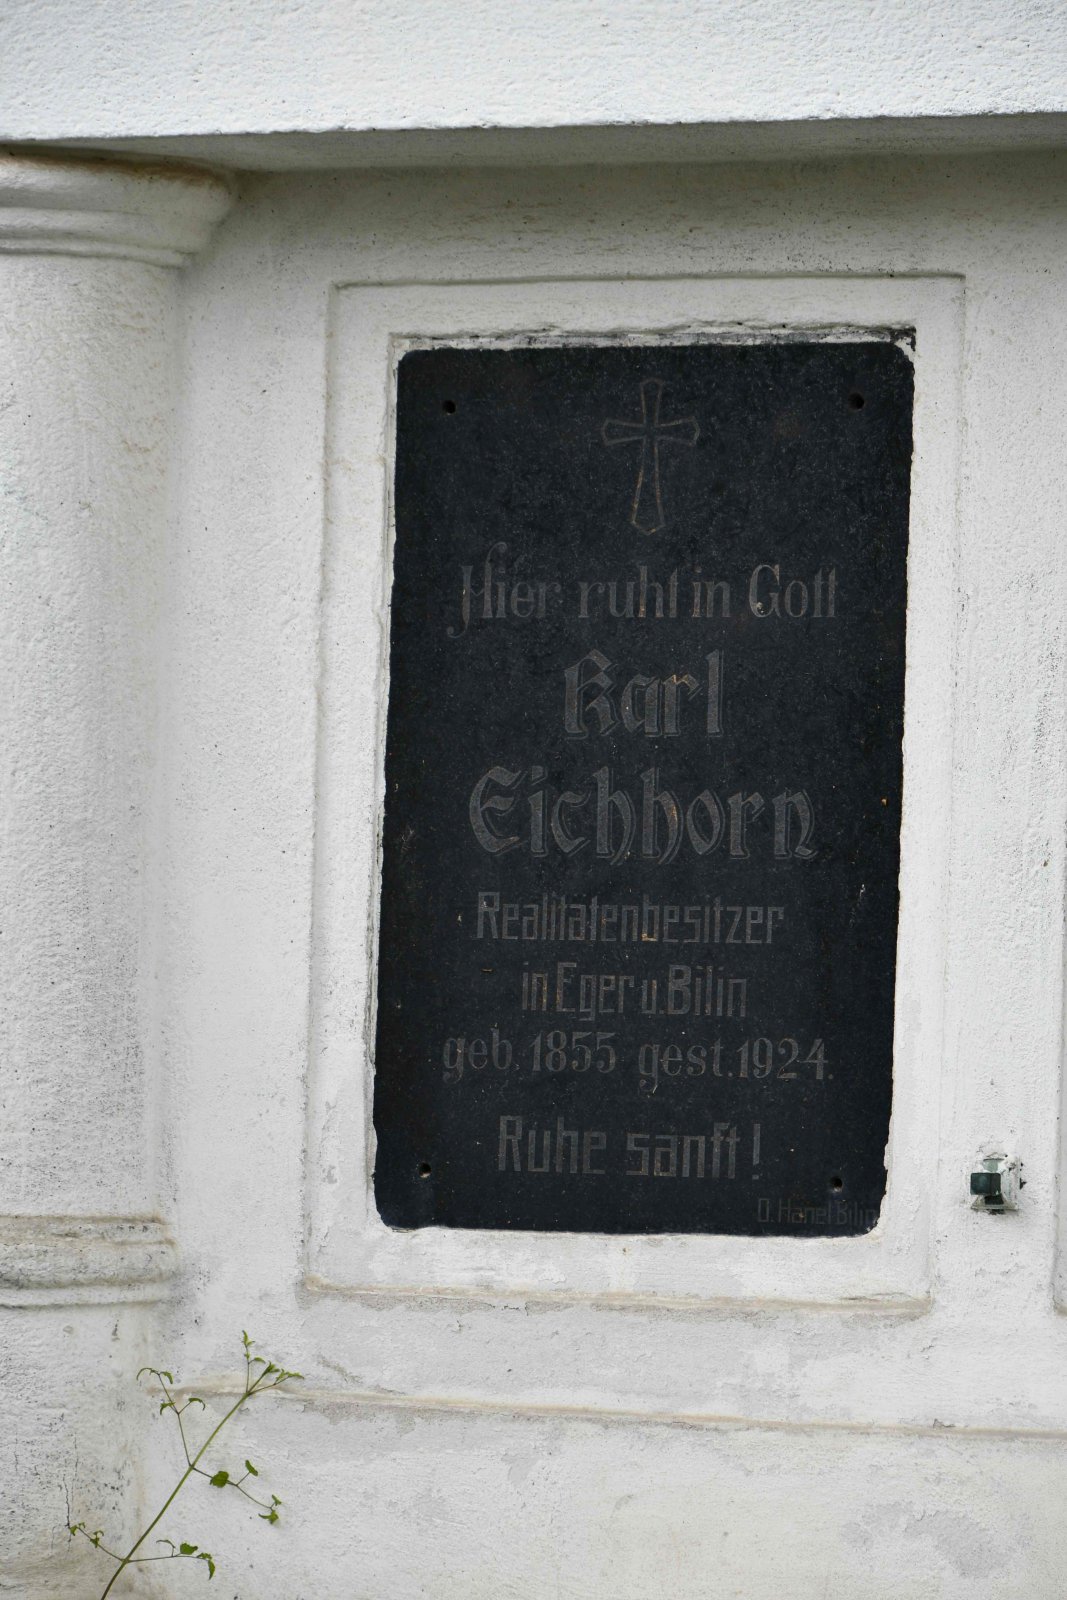 Hier ruht in Gott
Karl
Eichhorn
Realitätenbesitzer
in Eger u. Bilin
geb. 1855 gest. 1924.
Ruhe sanft!
O. Hänel Bilin